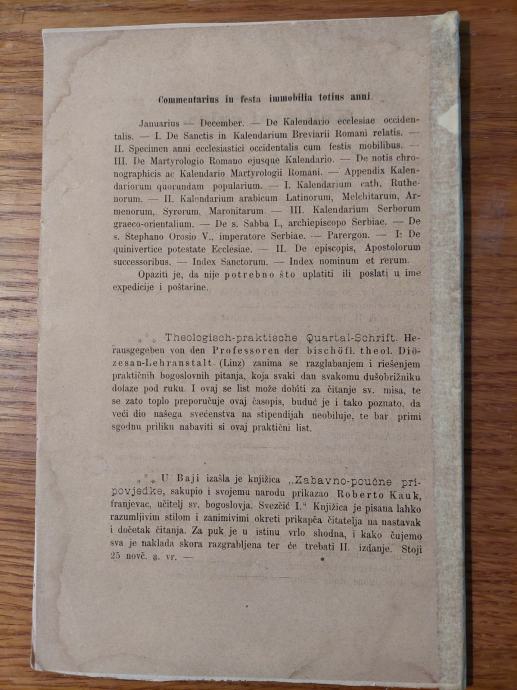 Commentarius in festa immobilia totius anni.
Januarius — December. — De Kalendario ecclesiae occiden-
talis. — I. De Sanctis in Kalendarium Breviarii Romani relatis. —
II. Specimen anni ecclesiastici occidentalis cum festis mobilibus. —
III. De Martyrologio Romano ejusque Kalendario. — De notis chro-
nographicis ac Kalendario Martyrologii Romani. — Appendix Kalen-
dariorum quorundam popularium. — I. Kalendarium cath. Ruthe-
norum. — II. Kalendarium arabicum Latinorum, Melchitarum, Ar-
menorum, Syrorum, Maronitarum — III. Kalendarium Serborum
graeco-orientalium. — De s. Sabba I., archiepiscopo Serbiae. — De
s. Stephano Orosio V., imperatore Serbiae. — Parergon. — I: De
quinivertice potestate Ecclesiae. — II. De episcopis, Apostolorum
successoribus. — Index Sanctorum. — Index nominum et rerum.
Opaziti je, da nije potrebno što uplatiti ili poslati u ime
expedicije i poštarine.
*** Theologisch-praktische Quartal-Schrift. He-
rausgegeben von den Professoren der bischöfl. theol. Diö-
zesan-Lehranstalt (Linz) zanima se razglabanjem i riešenjem
praktičnih bogoslovnih pitanja, koja svaki dan svakomu dušobrižniku
dolaze pod ruku. I ovaj se list može dobiti za čitanje sv. misa, te
se zato toplo preporučuje ovaj časopis, buduć je i tako poznato, da
veći dio našega svećenstva na stipendijah neobiluje, te bar primi
sgodnu priliku nabaviti si ovaj praktični list.
*** U Baji izašla je knjižica „Zabavno-poučne pri-
povjedke, sakupio i svojemu narodu prikazao Roberto Kauk,
franjevac, učitelj sv. bogoslovja. Svezčić I.“ Knjižica je pisana lahko
razumljivim stilom i zanimivimi okreti prikapča čitatelja na nastavak
i dočetak čitanja. Za puk je u istinu vrlo shodna, i kako čujemo
sva je naklada skora razgrabljena ter će trebati II. izdanje. Stoji
25 novč. a. vr. —